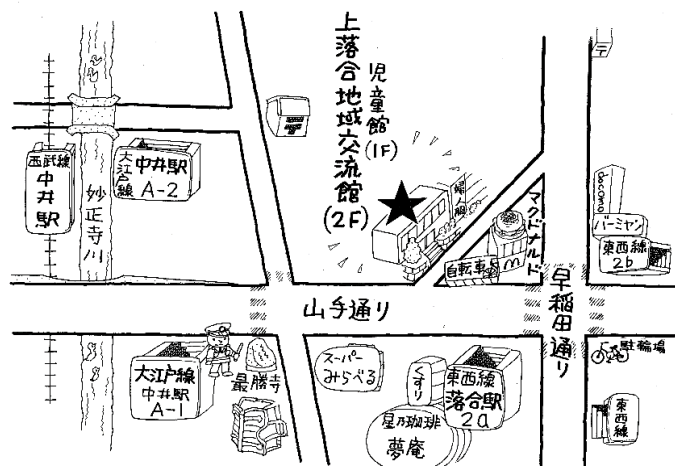 上落合地域交流館
(2F)
児童館
(1F)
西武線
中井駅
妙正寺川
大江戸線
中井駅
A-2
婦人服
マクドナルド
自転車
m
docomo
バーミヤン
東西線
2b
〒
山手通り
早稲田通り
大江戸線
中井駅
A-1
最勝寺
スーパー
みらべる
くすり
東西線
落合駅
2a
星乃珈琲
夢庵
駐輪場
東西線